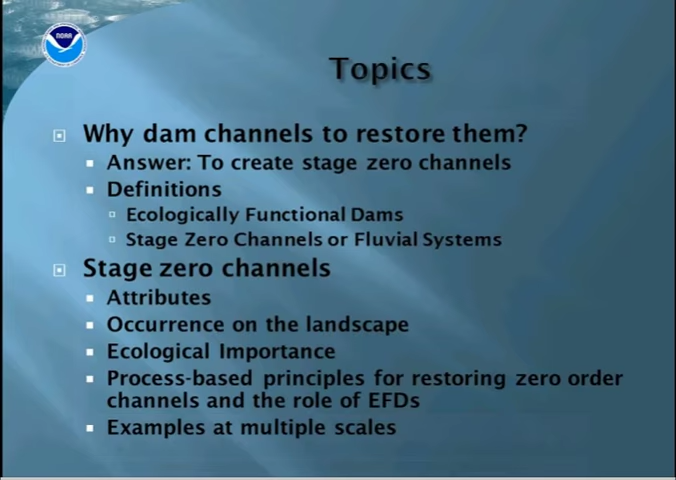 NOAA
Topics
Why dam channels to restore them?
Answer: To create stage zero channels
Definitions
Ecologically Functional Dams
Stage Zero Channels or Fluvial Systems
Stage zero channels
Attributes
Occurrence on the landscape
Ecological Importance
Process-based principles for restoring zero order
channels and the role of EFDs
Examples at multiple scales